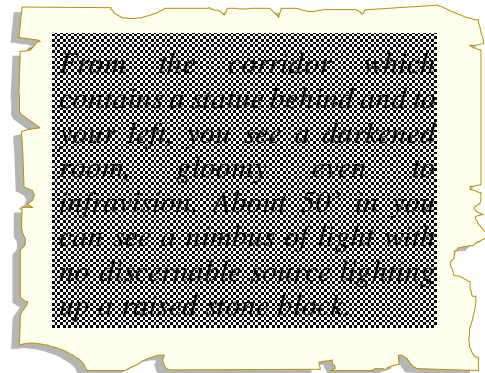 From the corridor which
contains a statue behind and to
your left, you see a darkened
room, gloomy even to
infravision. About 50' in you
can see a nimbus of light with
no discernable source lighting
up a raised stone block.